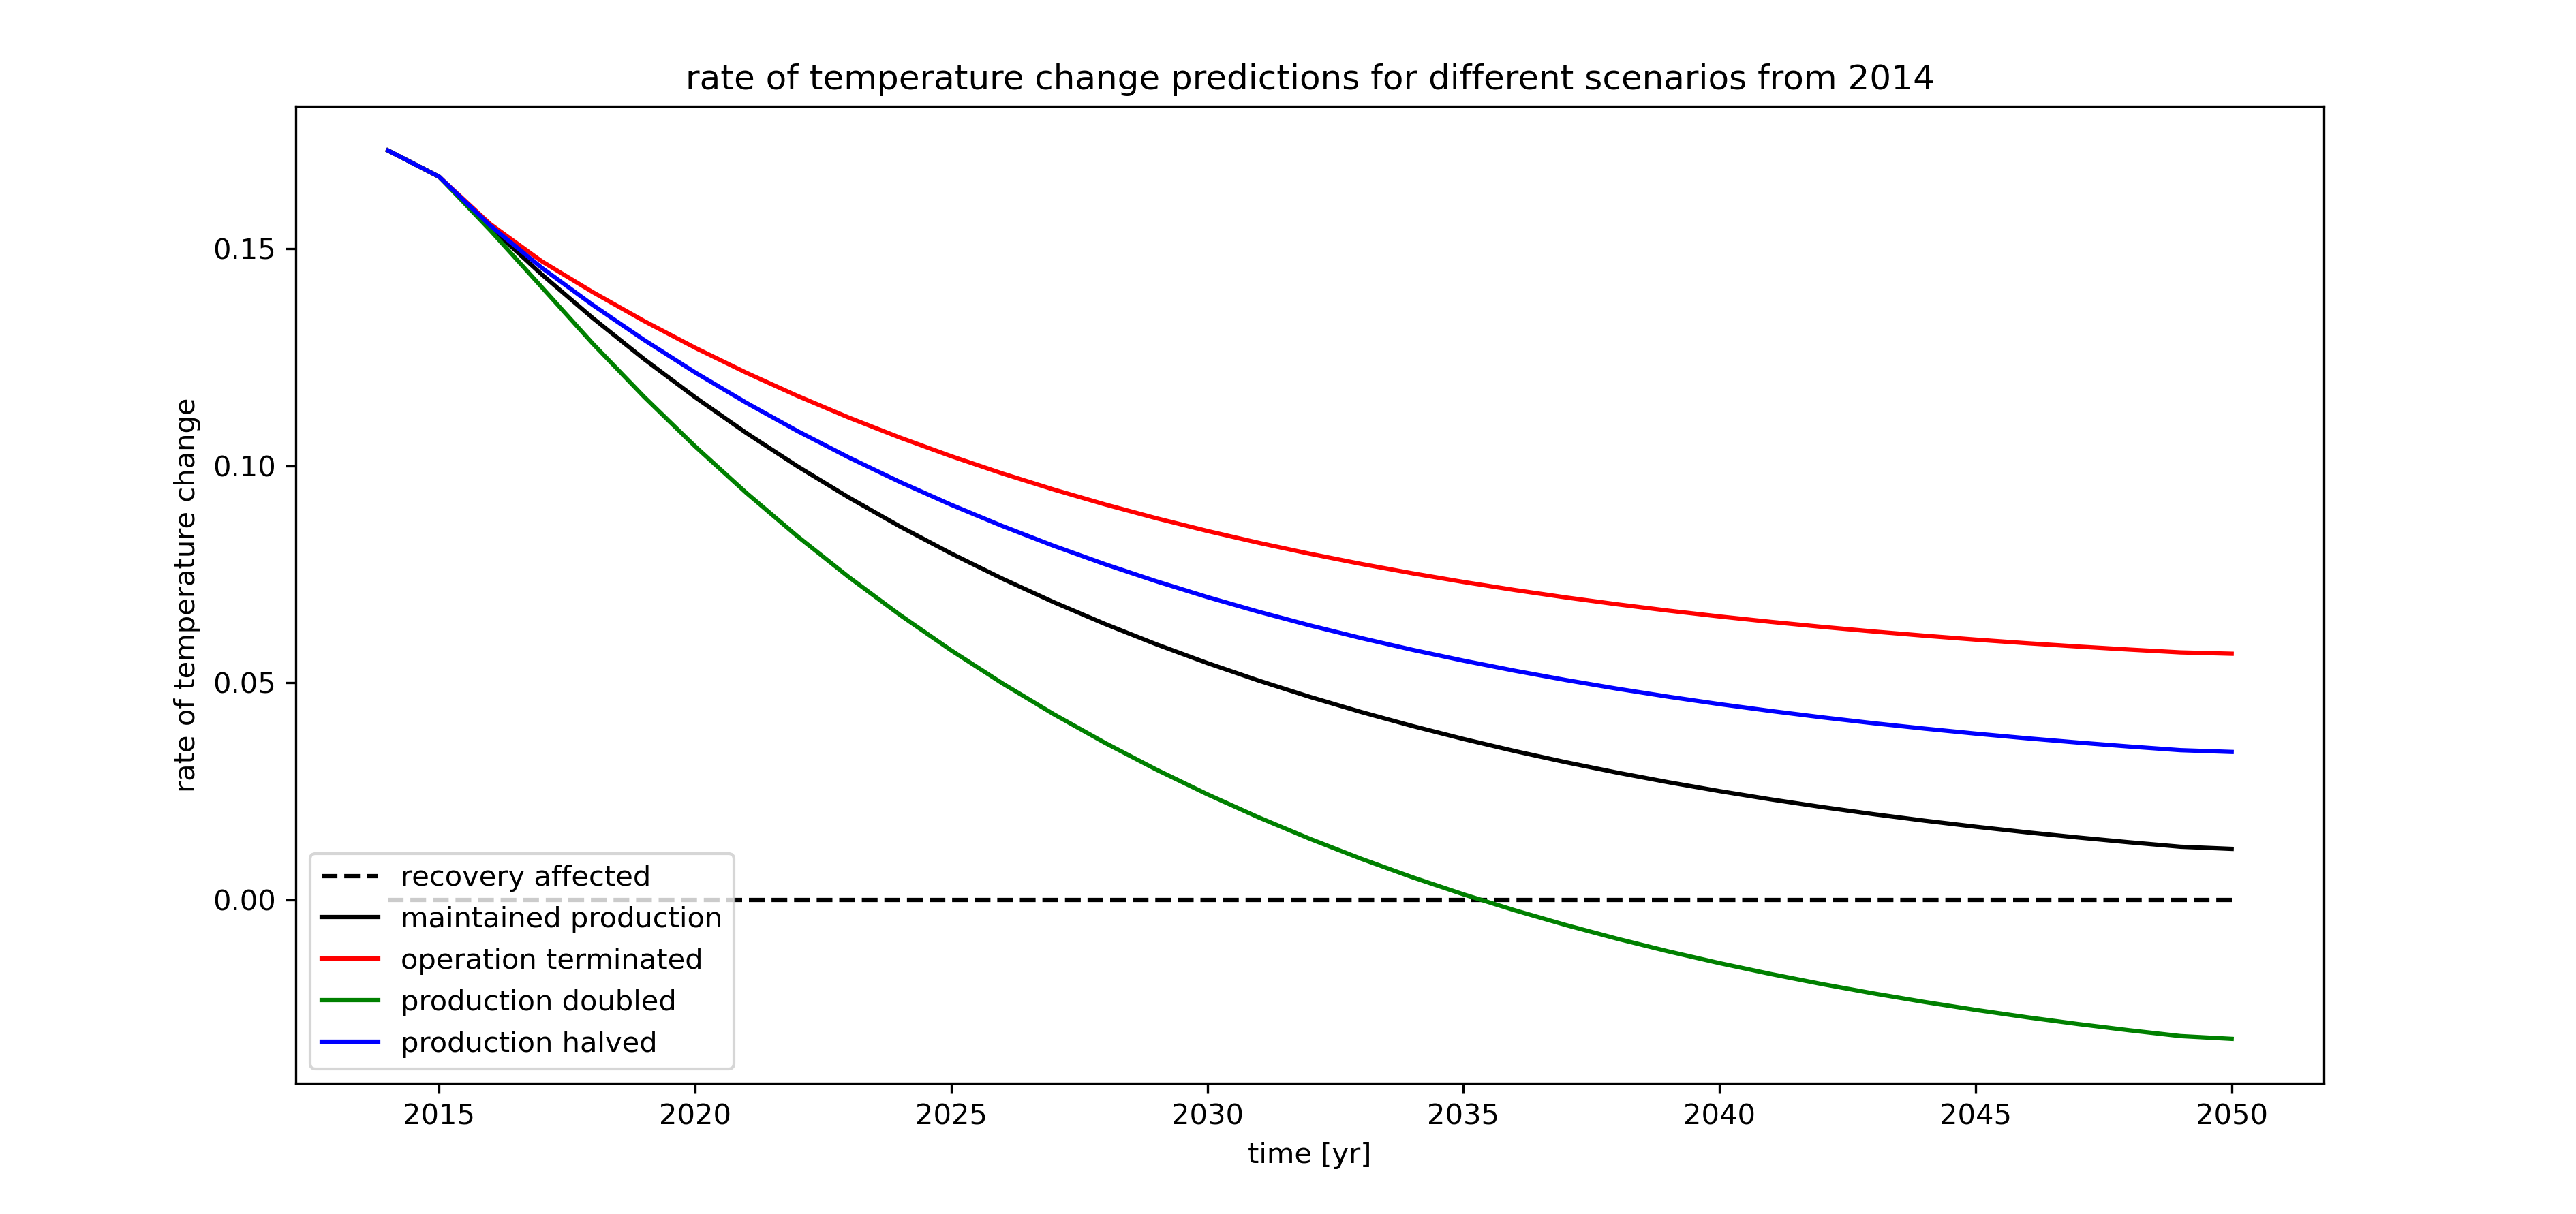 rate of temperature change predictions for different scenarios from 2014
rate of temperature change
0.15
0.10
0.05
0.00
recovery affected
maintained production
operation terminated
production doubled
production halved
2015 2020 2025 2030 2035 2040 2045 2050
time [yr]